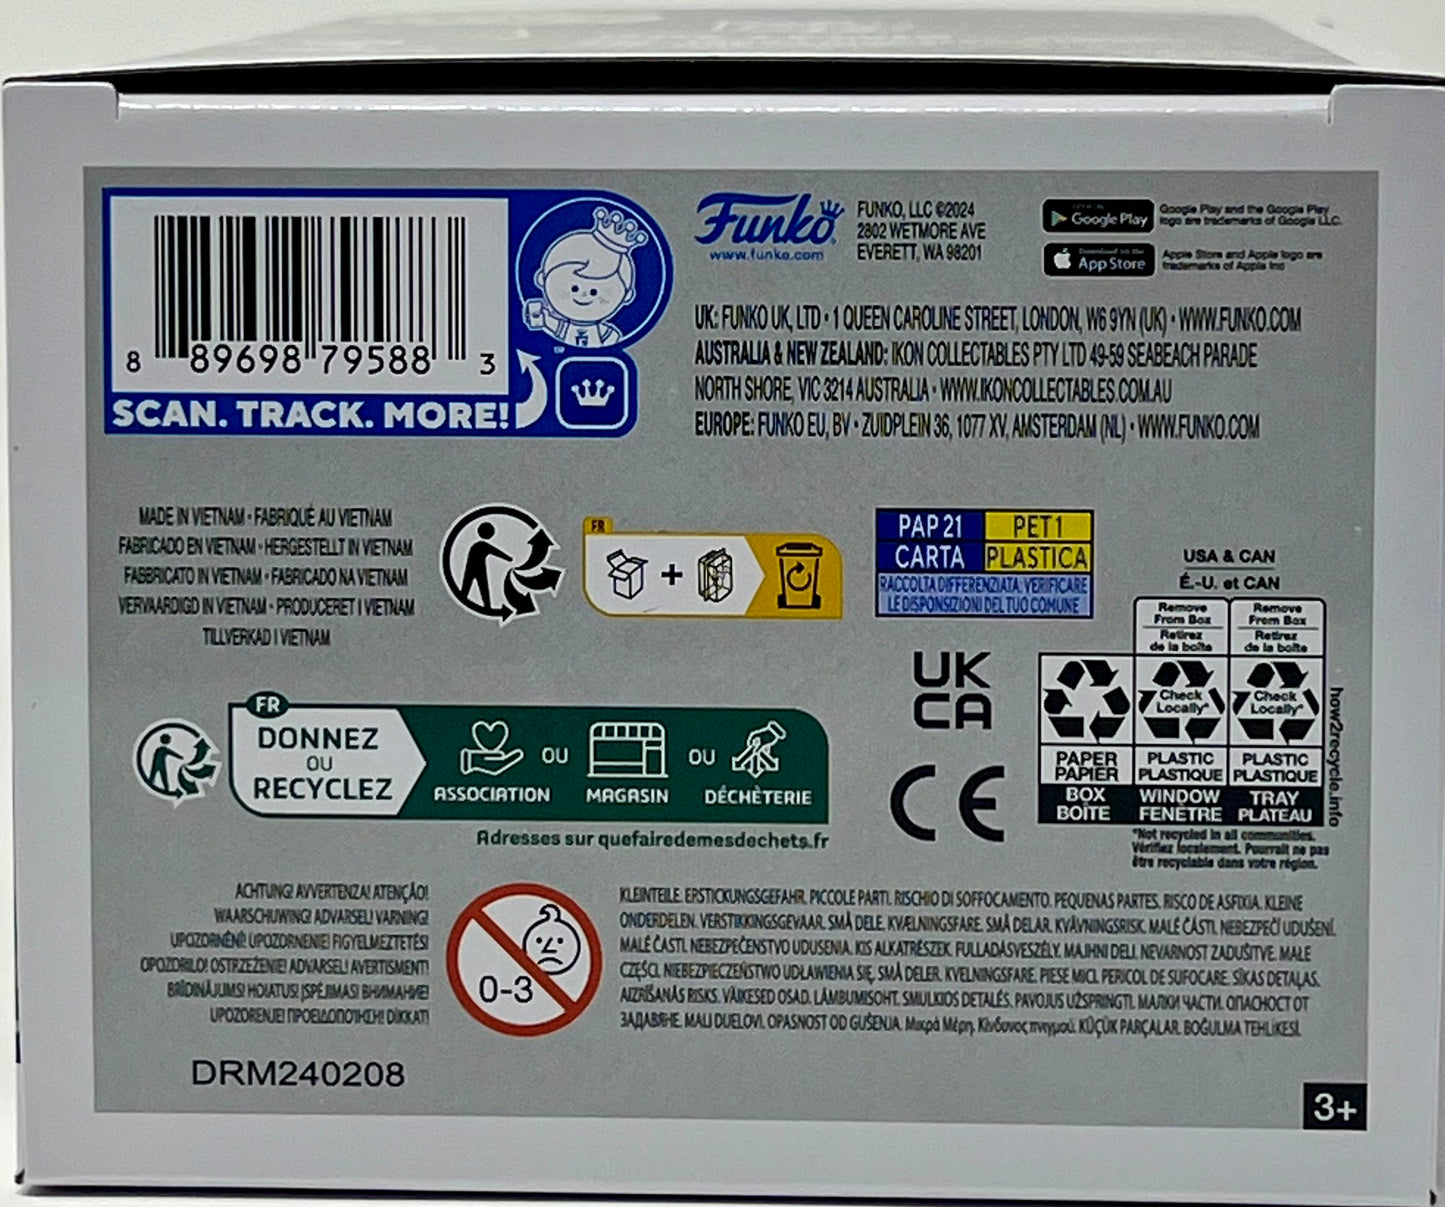 8 89698 79588 3
SCAN. TRACK. MORE!
Funko
www.funko.com
FUNKO, LLC ©2024
2802 WETMORE AVE
EVERETT, WA 98201
Google Play
Google Play and the Google Play
logo are trademarks of Google LLC.
Download on the
App Store
Apple Store and Apple logo are
trademarks of Apple Inc
UK: FUNKO UK, LTD • 1 QUEEN CAROLINE STREET, LONDON, W6 9YN (UK) • WWW.FUNKO.COM
AUSTRALIA & NEW ZEALAND: IKON COLLECTABLES PTY LTD 49-59 SEABEACH PARADE
NORTH SHORE, VIC 3214 AUSTRALIA • WWW.IKONCOLLECTABLES.COM.AU
EUROPE: FUNKO EU, BV • ZUIDPLEIN 36, 1077 XV, AMSTERDAM (NL) • WWW.FUNKO.COM
MADE IN VIETNAM • FABRIQUÉ AU VIETNAM
FABRICADO EN VIETNAM • HERGESTELLT IN VIETNAM
FABBRICATO IN VIETNAM • FABRICADO NA VIETNAM
VERVAARDIGD IN VIETNAM • PRODUCERET I VIETNAM
TILLVERKAD I VIETNAM
FR
+
PAP 21 PET 1
CARTA PLASTICA
RACCOLTA DIFFERENZIATA. VERIFICARE
LE DISPONSIZIONI DEL TUO COMUNE
USA & CAN
É.-U. et CAN
Remove
From Box
Retirez
de la boîte
Remove
From Box
Retirez
de la boîte
Check
Locally*
Check
Locally*
PAPER
PAPIER
PLASTIC
PLASTIQUE
PLASTIC
PLASTIQUE
BOX
BOÎTE
WINDOW
FENÊTRE
TRAY
PLATEAU
how2recycle.info
*Not recycled in all communities.
Vérifiez localement. Pourrait ne pas
être recyclable dans votre région.
UK
CA
CE
FR
DONNEZ
OU
RECYCLEZ
ASSOCIATION
OU
MAGASIN
OU
DÉCHÈTERIE
Adresses sur quefairedemesdechets.fr
ACHTUNG! AVVERTENZA! ATENÇÃO!
WAARSCHUWING! ADVARSEL! VARNING!
UPOZORNĚNÍ! UPOZORNENIE! FIGYELMEZTETÉS!
OPOZORILO! OSTRZEŻENIE! ADVARSEL! AVERTISMENT!
BRĪDINĀJUMS! HOIATUS! ĮSPĖJIMAS! ВНИМАНИЕ!
UPOZORENJE! ΠΡΟΕΙΔΟΠΟΙΗΣΗ! DİKKAT!
0-3
KLEINTEILE. ERSTICKUNGSGEFAHR. PICCOLE PARTI. RISCHIO DI SOFFOCAMENTO. PEQUENAS PARTES. RISCO DE ASFIXIA. KLEINE
ONDERDELEN. VERSTIKKINGSGEVAAR. SMÅ DELE. KVÆLNINGSFARE. SMÅ DELAR. KVÄVNINGSRISK. MALÉ ČÁSTI. NEBEZPEČÍ UDUŠENÍ.
MALÉ ČASTI. NEBEZPEČENSTVO UDUSENIA. KIS ALKATRÉSZEK. FULLADÁSVESZÉLY. MAJHNI DELI. NEVARNOST ZADUŠITVE. MAŁE
CZĘŚCI. NIEBEZPIECZEŃSTWO UDŁAWIENIA SIĘ. SMÅ DELER. KVELNINGSFARE. PIESE MICI. PERICOL DE SUFOCARE. SĪKAS DETAĻAS.
AIZRĪŠANĀS RISKS. VÄIKESED OSAD. LÄMBUMISOHT. SMULKIOS DETALĖS. PAVOJUS UŽSPRINGTI. МАЛКИ ЧАСТИ. ОПАСНОСТ ОТ
ЗАДАВЯНЕ. MALI DIJELOVI. OPASNOST OD GUŠENJA. Μικρά Μέρη. Κίνδυνος πνιγμού. KÜÇÜK PARÇALAR. BOĞULMA TEHLİKESİ.
DRM240208
3+